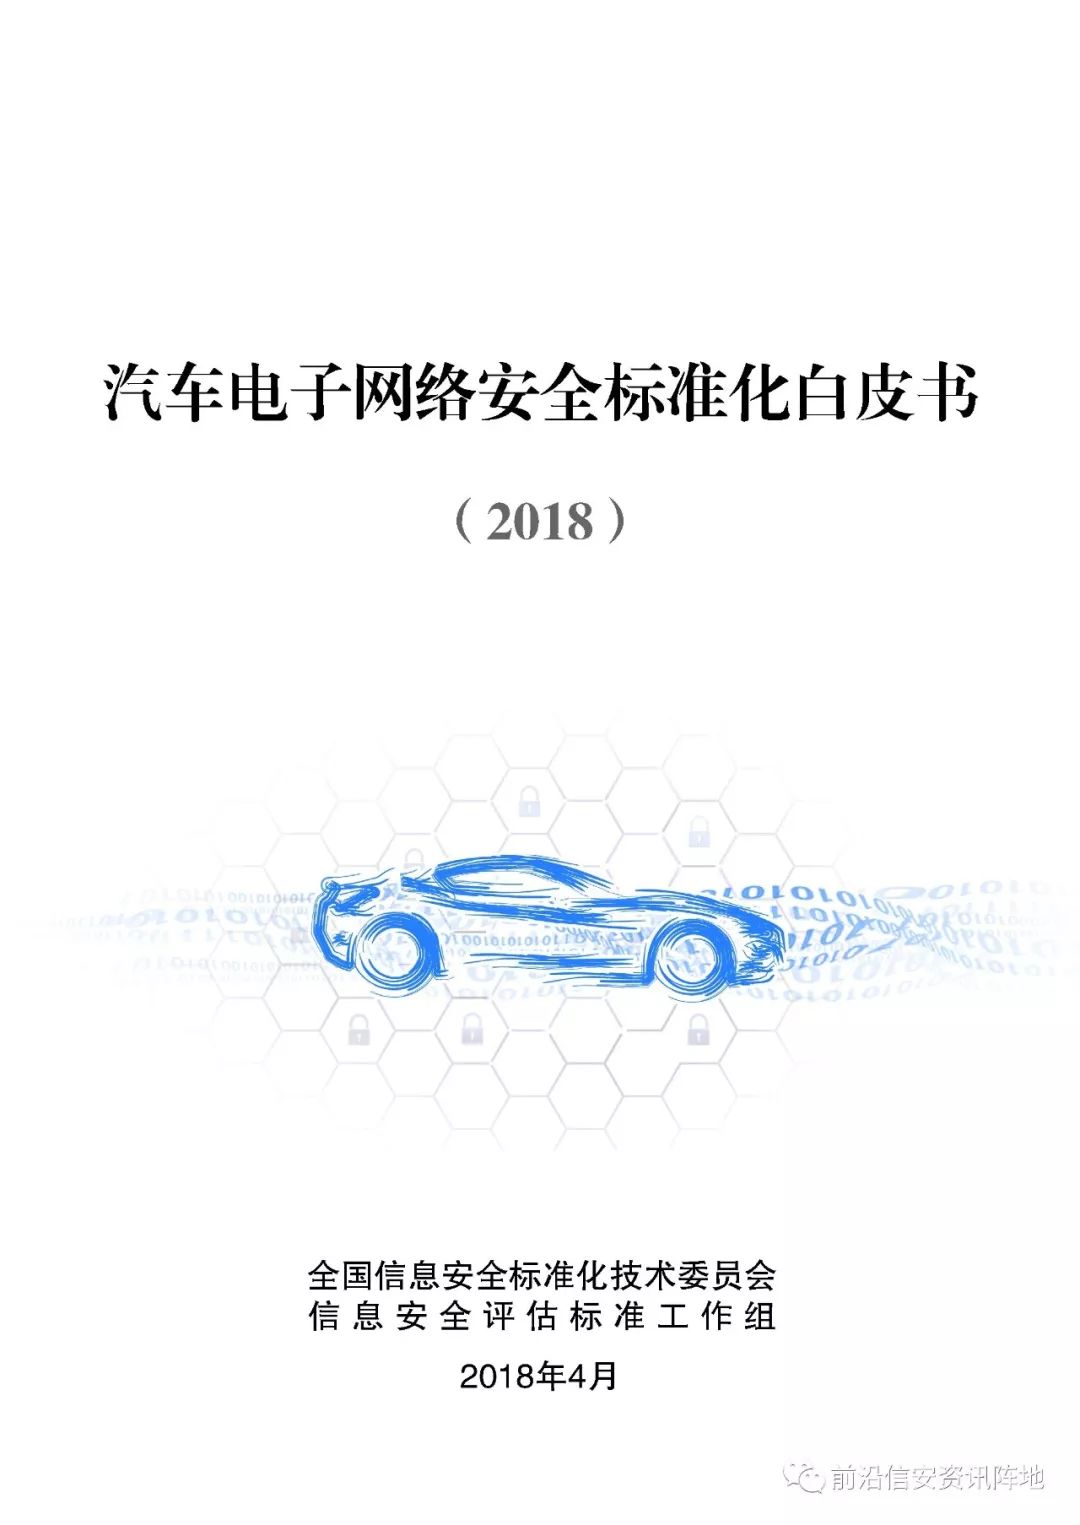 汽车电子网络安全标准化白皮书
（2018）
全国信息安全标准化技术委员会
信息安全评估标准工作组
2018年4月
前沿信安资讯阵地